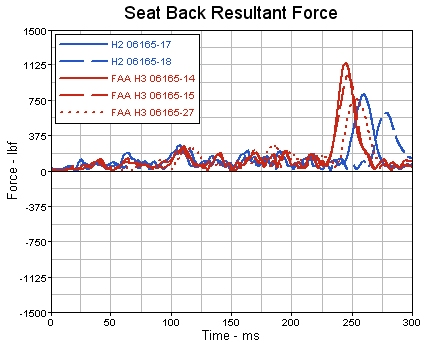 Seat Back Resultant Force
H2 06165-17
H2 06165-18
FAA H3 06165-14
FAA H3 06165-15
FAA H3 06165-27
1500
1125
750
375
0
-375
-750
-1125
-1500
Force - lbf
0 50 100 150 200 250 300
Time - ms